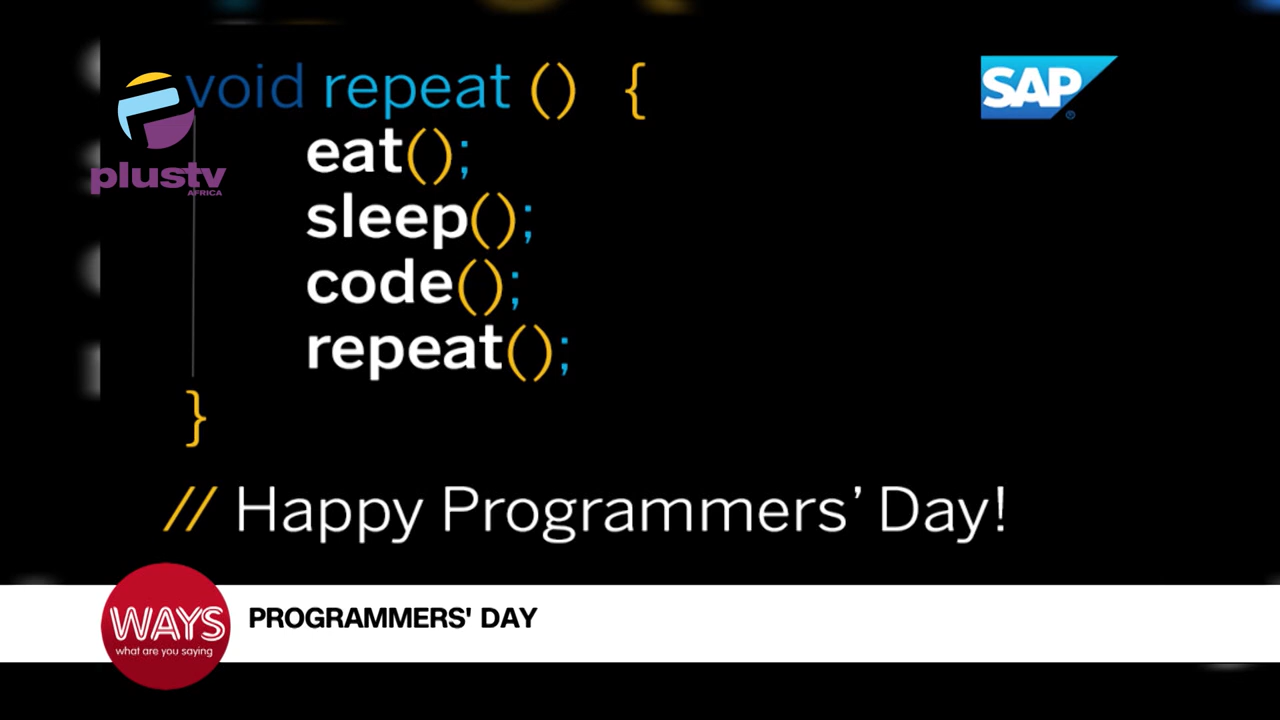 void repeat () {
eat();
sleep();
code();
repeat();
}
// Happy Programmers’ Day!
SAP®
plustv
AFRICA
WAYS
what are you saying
PROGRAMMERS' DAY